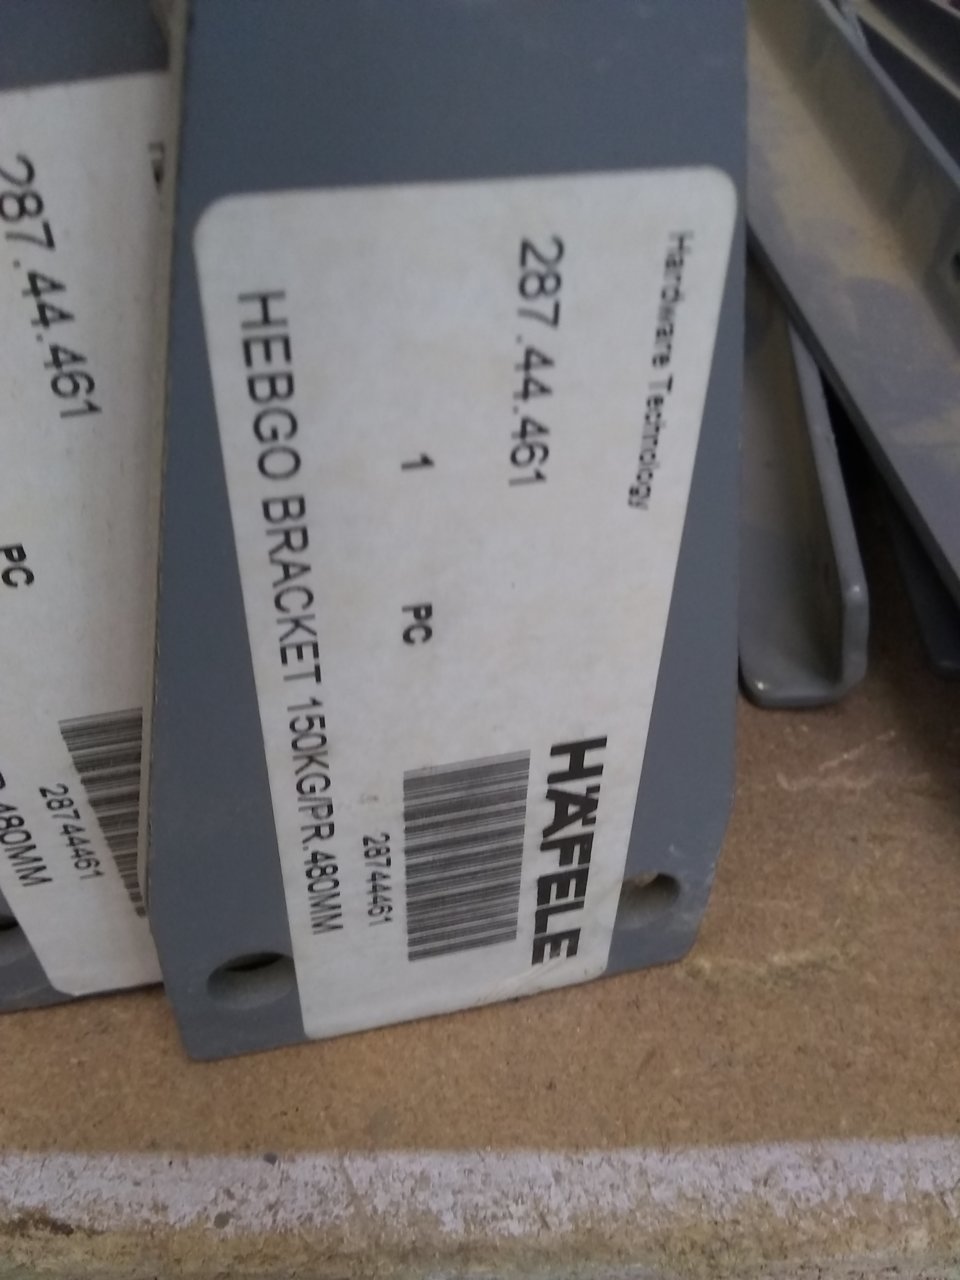 Hardware Technology
HÄFELE
287.44.461
1 PC
28744461
HEBGO BRACKET 150KG/PR.480MM
287.44.461
PC
28744461
480MM